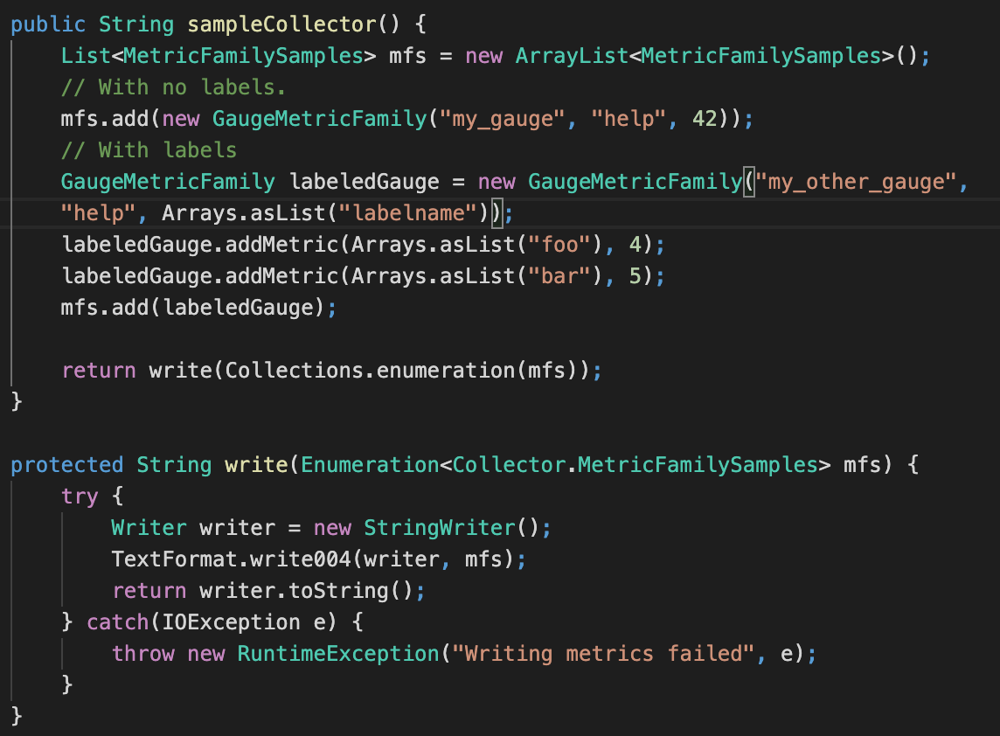 public String sampleCollector() {
    List<MetricFamilySamples> mfs = new ArrayList<MetricFamilySamples>();
    // With no labels.
    mfs.add(new GaugeMetricFamily("my_gauge", "help", 42));
    // With labels
    GaugeMetricFamily labeledGauge = new GaugeMetricFamily("my_other_gauge",
    "help", Arrays.asList("labelname"));
    labeledGauge.addMetric(Arrays.asList("foo"), 4);
    labeledGauge.addMetric(Arrays.asList("bar"), 5);
    mfs.add(labeledGauge);

    return write(Collections.enumeration(mfs));
}

protected String write(Enumeration<Collector.MetricFamilySamples> mfs) {
    try {
        Writer writer = new StringWriter();
        TextFormat.write004(writer, mfs);
        return writer.toString();
    } catch(IOException e) {
        throw new RuntimeException("Writing metrics failed", e);
    }
}